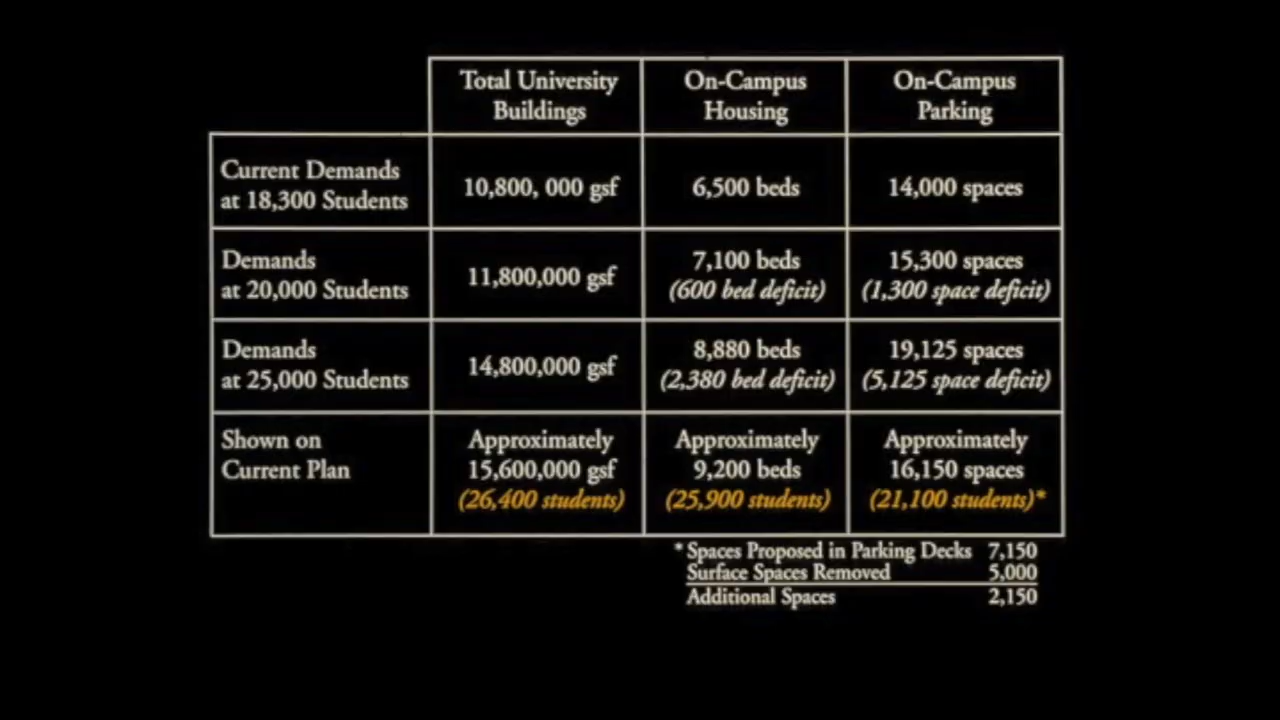 Total University
Buildings
On-Campus
Housing
On-Campus
Parking
Current Demands
at 18,300 Students
10,800, 000 gsf
6,500 beds
14,000 spaces
Demands
at 20,000 Students
11,800,000 gsf
7,100 beds
(600 bed deficit)
15,300 spaces
(1,300 space deficit)
Demands
at 25,000 Students
14,800,000 gsf
8,880 beds
(2,380 bed deficit)
19,125 spaces
(5,125 space deficit)
Shown on
Current Plan
Approximately
15,600,000 gsf
(26,400 students)
Approximately
9,200 beds
(25,900 students)
Approximately
16,150 spaces
(21,100 students)*
* Spaces Proposed in Parking Decks 7,150
Surface Spaces Removed 5,000
Additional Spaces 2,150